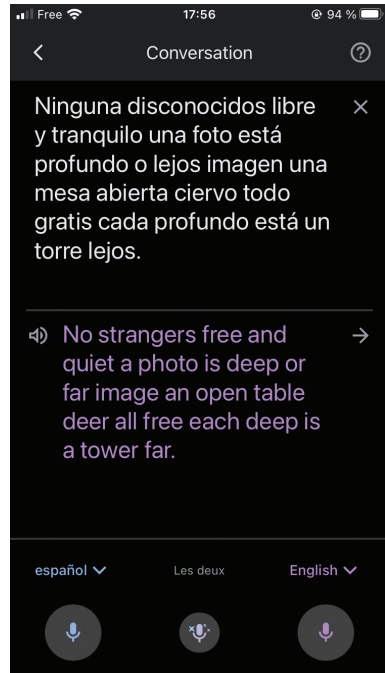 Free 17:56 94 %
Conversation
Ninguna disconocidos libre
y tranquilo una foto está
profundo o lejos imagen una
mesa abierta ciervo todo
gratis cada profundo está un
torre lejos.
No strangers free and
quiet a photo is deep or
far image an open table
deer all free each deep is
a tower far.
español Les deux English